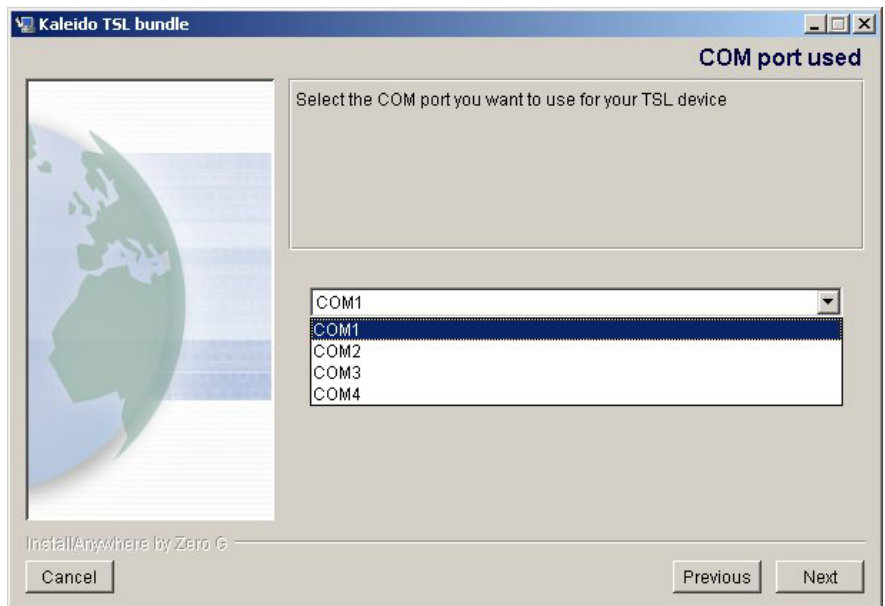 Kaleido TSL bundle
COM port used
Select the COM port you want to use for your TSL device
COM1
COM1
COM2
COM3
COM4
InstallAnywhere by Zero G
Cancel
Previous
Next